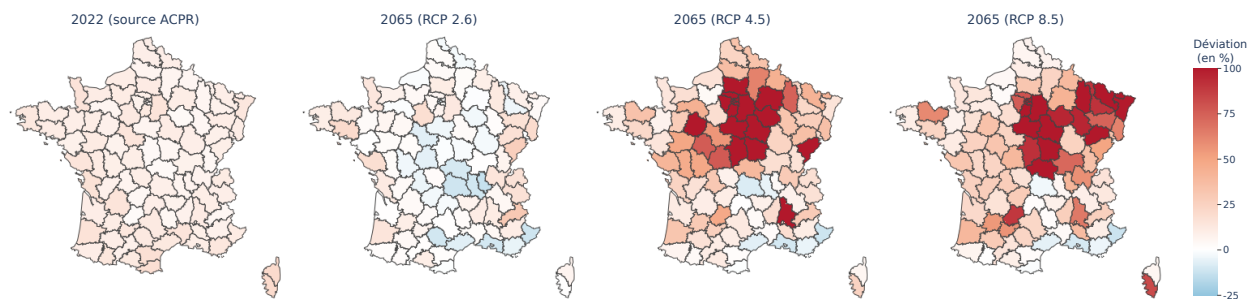 2022 (source ACPR)
2065 (RCP 2.6)
2065 (RCP 4.5)
2065 (RCP 8.5)
Déviation
(en %)
100
75
50
25
0
-25